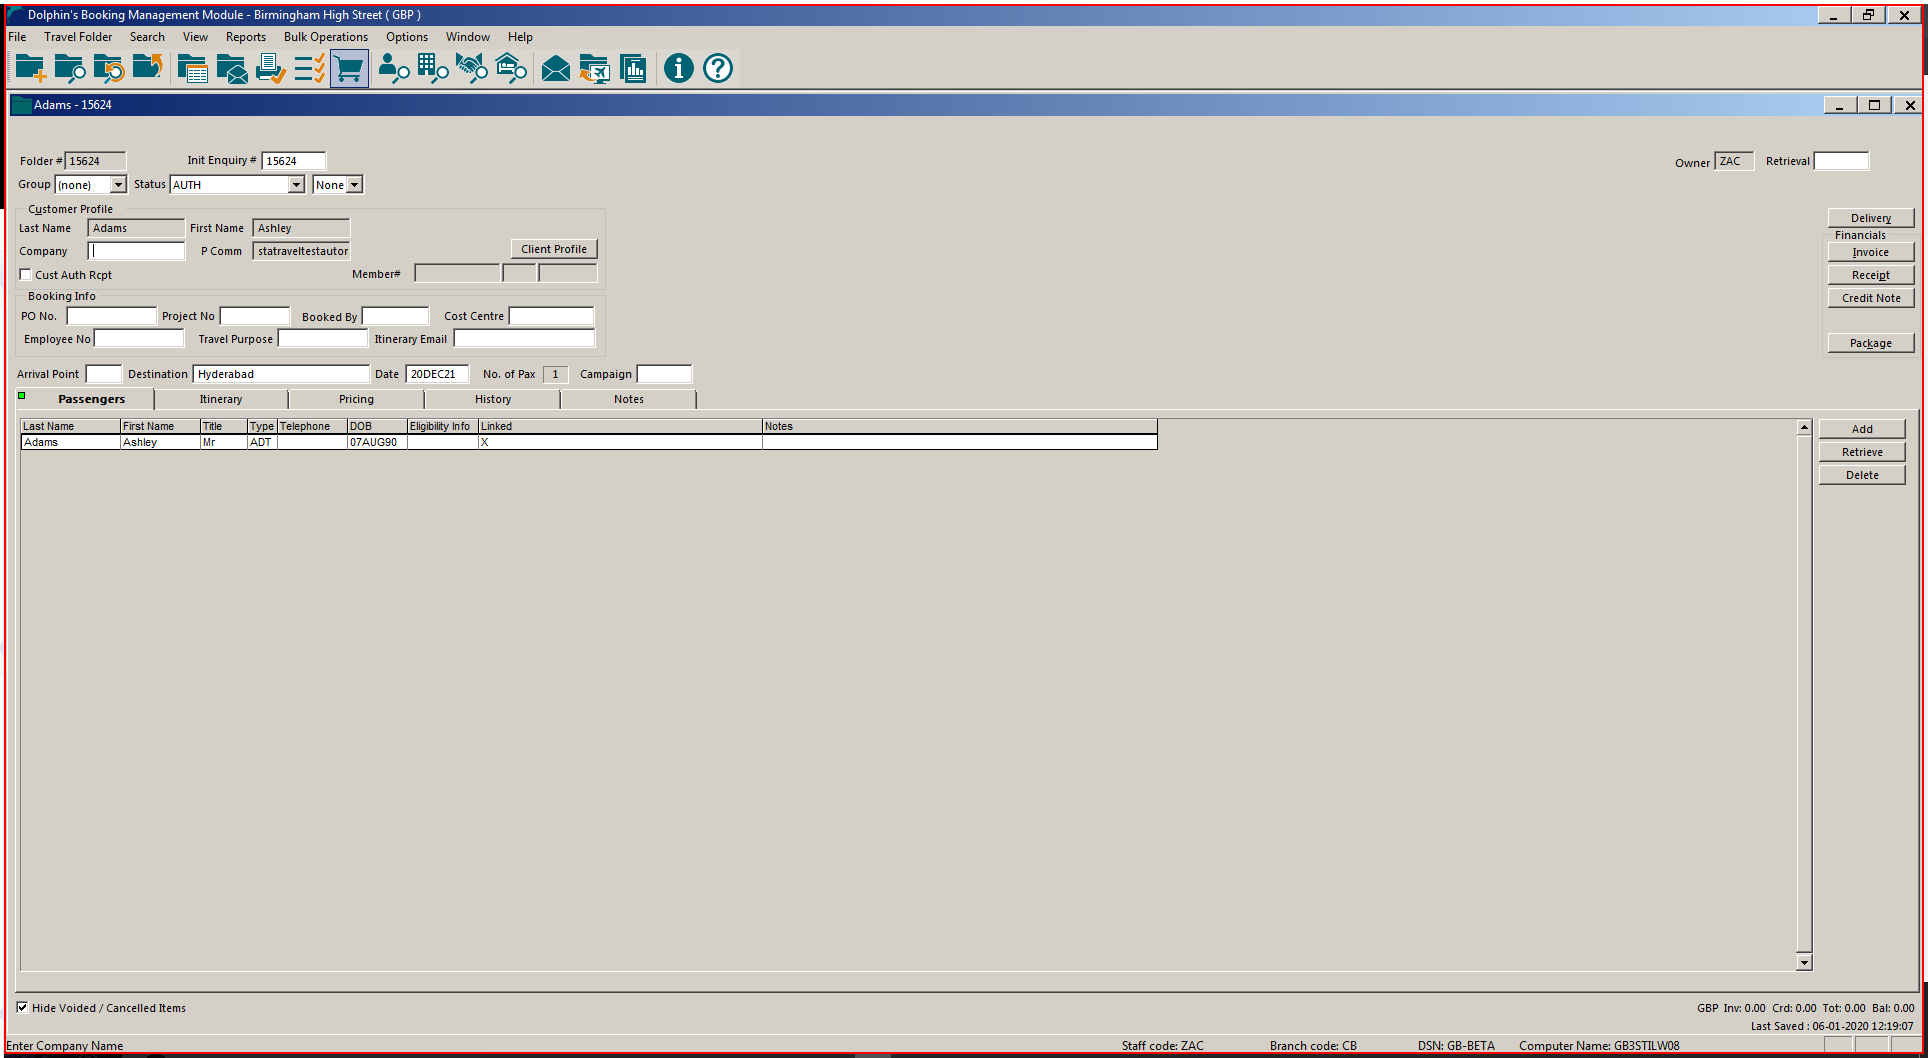 Dolphin's Booking Management Module - Birmingham High Street ( GBP )
File Travel Folder Search View Reports Bulk Operations Options Window Help
Adams - 15624
Folder # 15624 Init Enquiry # 15624 Owner ZAC Retrieval
Group (none) Status AUTH None
Customer Profile
Last Name Adams First Name Ashley
Company P Comm statraveltestautor Client Profile
Cust Auth Rcpt Member#
Delivery
Financials
Invoice
Receipt
Credit Note
Package
Booking Info
PO No. Project No Booked By Cost Centre
Employee No Travel Purpose Itinerary Email
Arrival Point Destination Hyderabad Date 20DEC21 No. of Pax 1 Campaign
Passengers Itinerary Pricing History Notes
Last Name First Name Title Type Telephone DOB Eligibility Info Linked Notes
Adams Ashley Mr ADT 07AUG90 X
Add
Retrieve
Delete
Hide Voided / Cancelled Items GBP Inv: 0.00 Crd: 0.00 Tot: 0.00 Bal: 0.00
Last Saved : 06-01-2020 12:19:07
Enter Company Name Staff code: ZAC Branch code: CB DSN: GB-BETA Computer Name: GB3STILW08